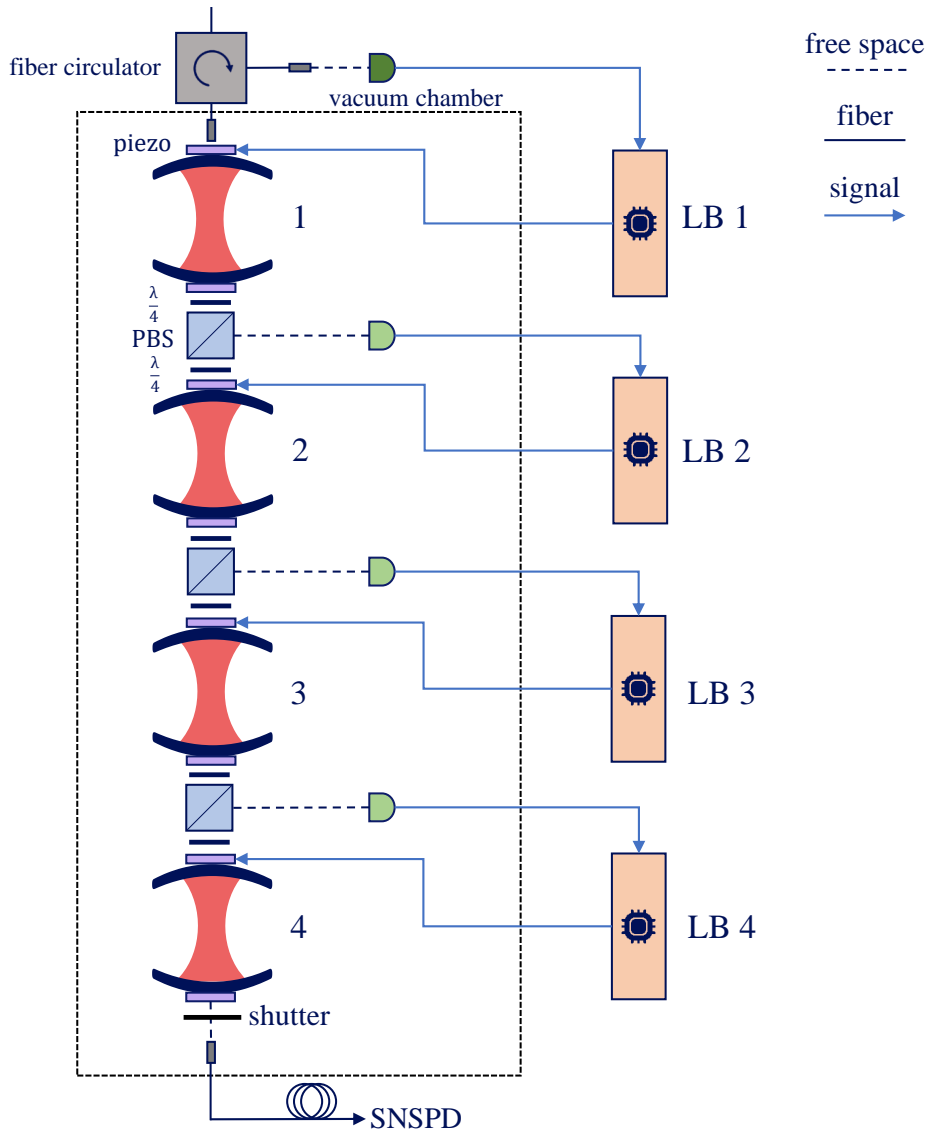 free space
fiber circulator
vacuum chamber
fiber
piezo
signal
1
LB 1
λ/4
PBS
λ/4
2
LB 2
3
LB 3
4
LB 4
shutter
SNSPD